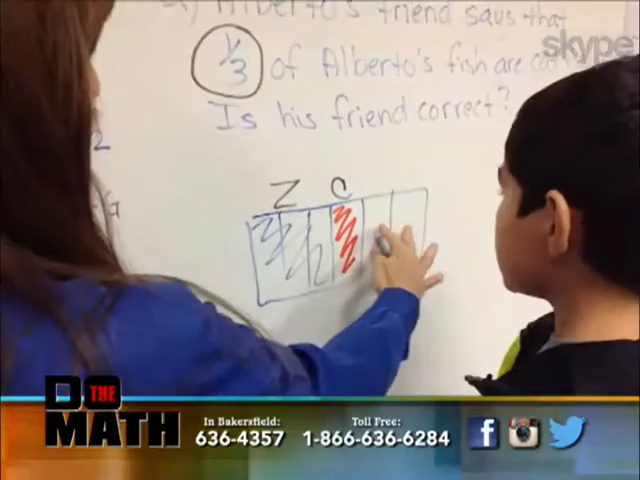 Alberto's friend says that
1/3 of Alberto's fish are
Is his friend correct?
skype
2
Z C
DO THE MATH
In Bakersfield: Toll Free:
636-4357 1-866-636-6284